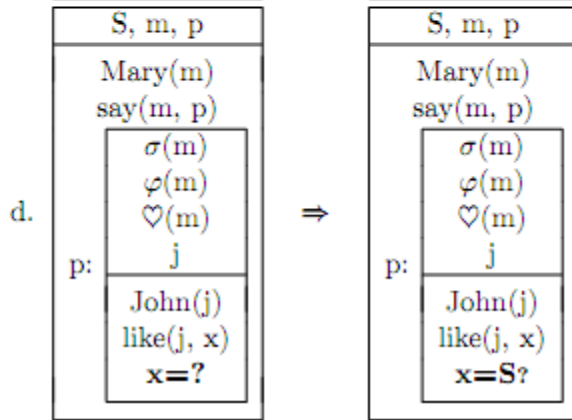 S, m, p
Mary(m)
say(m, p)
σ(m)
φ(m)
♡(m)
j
p:
John(j)
like(j, x)
x=?
d.
⇒
S, m, p
Mary(m)
say(m, p)
σ(m)
φ(m)
♡(m)
j
p:
John(j)
like(j, x)
x=S?